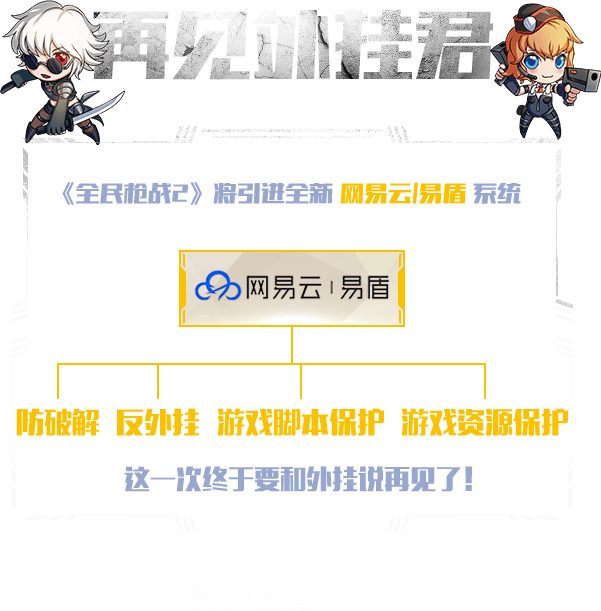 再见外挂君
《全民枪战2》将引进全新 网易云|易盾 系统
网易云 | 易盾
防破解 反外挂 游戏脚本保护 游戏资源保护
这一次终于要和外挂说再见了！